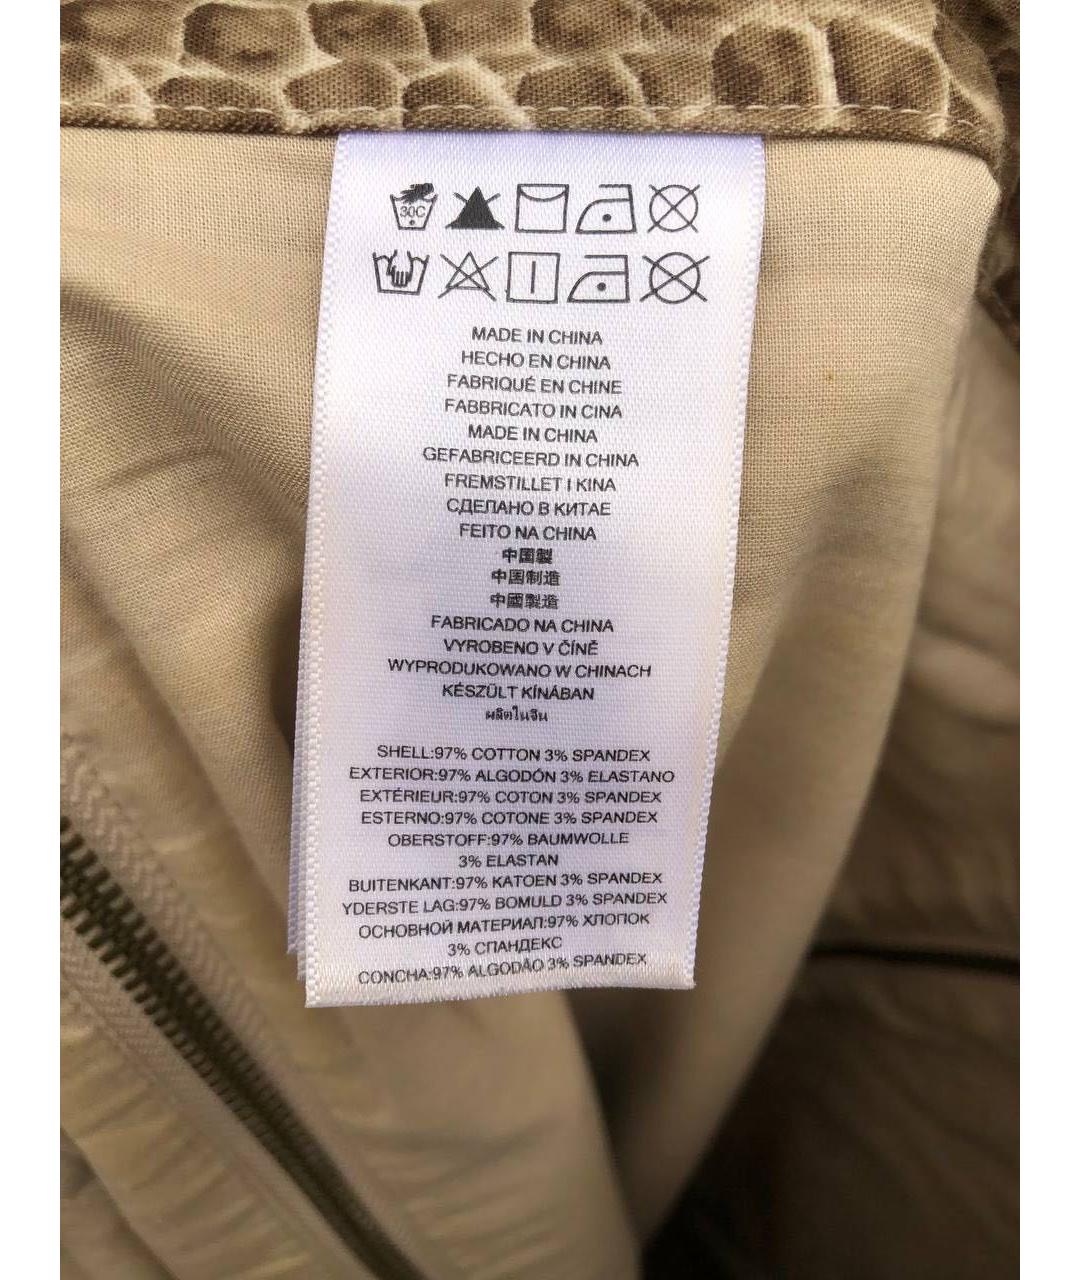 30C
MADE IN CHINA
HECHO EN CHINA
FABRIQUÉ EN CHINE
FABBRICATO IN CINA
MADE IN CHINA
GEFABRICEERD IN CHINA
FREMSTILLET I KINA
СДЕЛАНО В КИТАЕ
FEITO NA CHINA
中国製
中国制造
中國製造
FABRICADO NA CHINA
VYROBENO V ČÍNĚ
WYPRODUKOWANO W CHINACH
KÉSZÜLT KÍNÁBAN
ผลิตในจีน
SHELL:97% COTTON 3% SPANDEX
EXTERIOR:97% ALGODÓN 3% ELASTANO
EXTÉRIEUR:97% COTON 3% SPANDEX
ESTERNO:97% COTONE 3% SPANDEX
OBERSTOFF:97% BAUMWOLLE
3% ELASTAN
BUITENKANT:97% KATOEN 3% SPANDEX
YDERSTE LAG:97% BOMULD 3% SPANDEX
ОСНОВНОЙ МАТЕРИАЛ:97% ХЛОПОК
3% СПАНДЕКС
CONCHA:97% ALGODÃO 3% SPANDEX